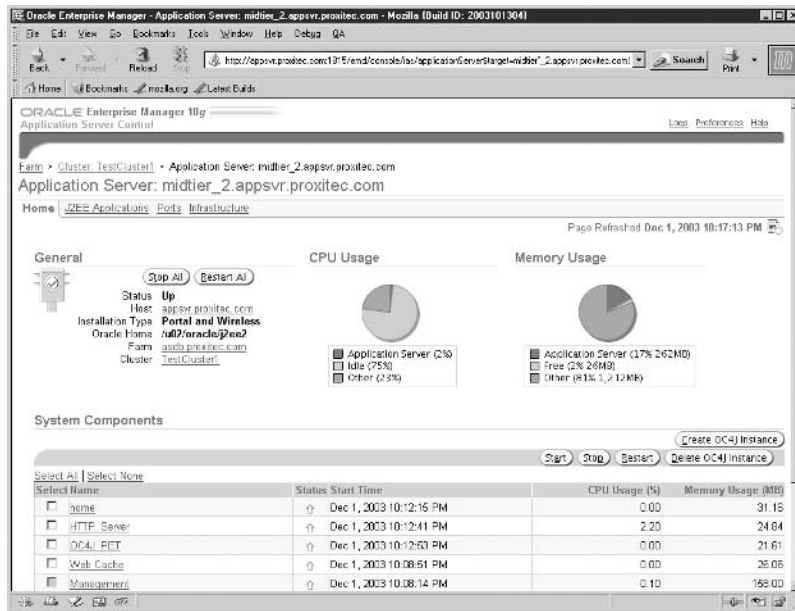 Oracle Enterprise Manager - Application Server: midtier_2.appsvr.proxitec.com - Mozilla {Build ID: 2003101304}
File Edit View Go Bookmarks Tools Window Help Debug QA
Back Forward Reload Stop Search Print
Home Bookmarks mozilla.org Latest Builds
ORACLE Enterprise Manager 10g
Application Server Control
Logs Preferences Help
Farm > Cluster: TestCluster1 > Application Server: midtier_2.appsvr.proxitec.com
Application Server: midtier_2.appsvr.proxitec.com
Home J2EE Applications Ports Infrastructure
Page Refreshed Dec 1, 2003 10:17:13 PM
General
Stop All Restart All
Status Up
Host appsvr.proxitec.com
Installation Type Portal and Wireless
Oracle Home /u02/oracle/j2ee2
Farm asdb.proxitec.com
Cluster TestCluster1
CPU Usage
Application Server (2%)
Idle (75%)
Other (23%)
Memory Usage
Application Server (17% 262MB)
Free (2% 26MB)
Other (81% 1,212MB)
System Components
Create OC4J Instance
Start Stop Restart Delete OC4J Instance
Select All | Select None
Select Name Status Start Time CPU Usage (%) Memory Usage (MB)
home Dec 1, 2003 10:12:15 PM 0.00 31.16
HTTP_Server Dec 1, 2003 10:12:41 PM 2.20 24.84
OC4J_PET Dec 1, 2003 10:12:53 PM 0.00 21.61
Web Cache Dec 1, 2003 10:08:51 PM 0.00 26.06
Management Dec 1, 2003 10:08:14 PM 0.10 158.00